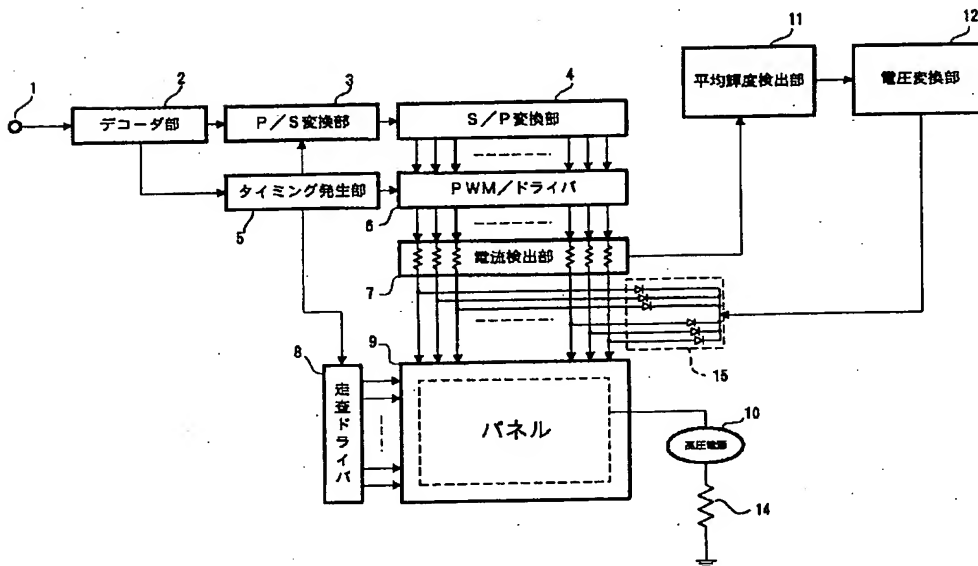 11
12
平均輝度検出部
電圧変換部
1
2
3
4
デコーダ部
P/S変換部
S/P変換部
タイミング発生部
PWM/ドライバ
5
6
電流検出部
7
15
8
9
走査ドライバ
パネル
10
高圧電源
14